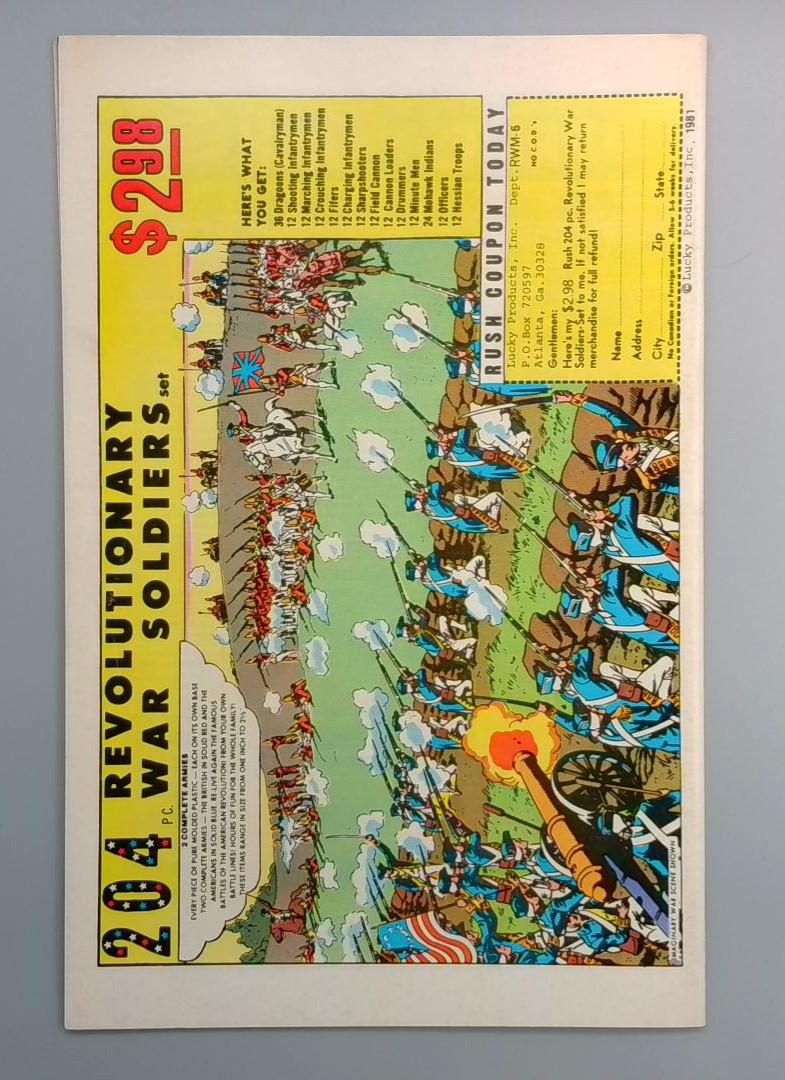 204 PC. REVOLUTIONARY
WAR SOLDIERS set
$2.98
2 COMPLETE ARMIES
EVERY PIECE OF PURE MOLDED PLASTIC — EACH ON ITS OWN BASE
TWO COMPLETE ARMIES — THE BRITISH IN SOLID RED AND THE
AMERICANS IN SOLID BLUE. RE-LIVE AGAIN THE FAMOUS
BATTLES OF THE AMERICAN REVOLUTION! FROM YOUR OWN
BATTLE LINES! HOURS OF FUN FOR THE WHOLE FAMILY!
THESE ITEMS RANGE IN SIZE FROM ONE INCH TO 2½"
HERE'S WHAT
YOU GET:
36 Dragoons (Cavalryman)
12 Shooting Infantrymen
12 Marching Infantrymen
12 Crouching Infantrymen
12 Fifers
12 Charging Infantrymen
12 Sharpshooters
12 Field Cannon
12 Cannon Loaders
12 Drummers
12 Minute Men
24 Mohawk Indians
12 Officers
12 Hessian Troops
RUSH COUPON TODAY
Lucky Products, Inc. Dept.RWM-6
P.O.Box 720597 NO C.O.D's
Atlanta, Ga.30328
Gentlemen:
Here's my $2.98 Rush 204 pc. Revolutionary War
Soldiers-Set to me. If not satisfied I may return
merchandise for full refund!
Name
Address
City Zip State
No Canadian or Foreign orders. Allow 5-6 weeks for delivery.
© Lucky Products, Inc. 1981
IMAGINARY WAR SCENE SHOWN